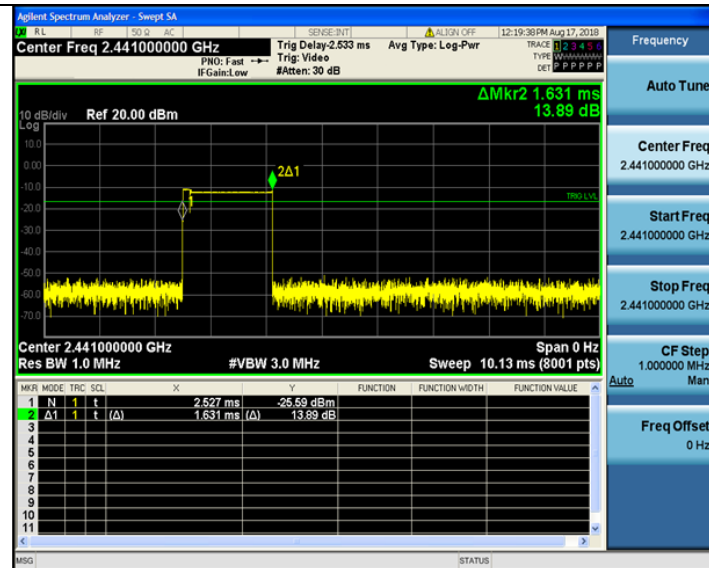 Agilent Spectrum Analyzer - Swept SA
RL RF 50 Ω AC SENSE:INT ALIGN OFF 12:19:38 PM Aug 17, 2018
Center Freq 2.441000000 GHz
PNO: Fast
IFGain:Low
Trig Delay-2.533 ms
Trig: Video
#Atten: 30 dB
Avg Type: Log-Pwr
TRACE 1 2 3 4 5 6
TYPE
DET P P P P P P
ΔMkr2 1.631 ms
13.89 dB
10 dB/div Ref 20.00 dBm
Log
10.0
0.00
-10.0
-20.0
-30.0
-40.0
-50.0
-60.0
-70.0
2Δ1
TRIG LVL
Center 2.441000000 GHz Span 0 Hz
Res BW 1.0 MHz #VBW 3.0 MHz Sweep 10.13 ms (8001 pts)
MKR MODE TRC SCL X Y FUNCTION FUNCTION WIDTH FUNCTION VALUE
1 N 1 t 2.527 ms -25.59 dBm
2 Δ1 1 t (Δ) 1.631 ms (Δ) 13.89 dB
3
4
5
6
7
8
9
10
11
MSG STATUS
Frequency
Auto Tune
Center Freq
2.441000000 GHz
Start Freq
2.441000000 GHz
Stop Freq
2.441000000 GHz
CF Step
1.000000 MHz
Auto Man
Freq Offset
0 Hz